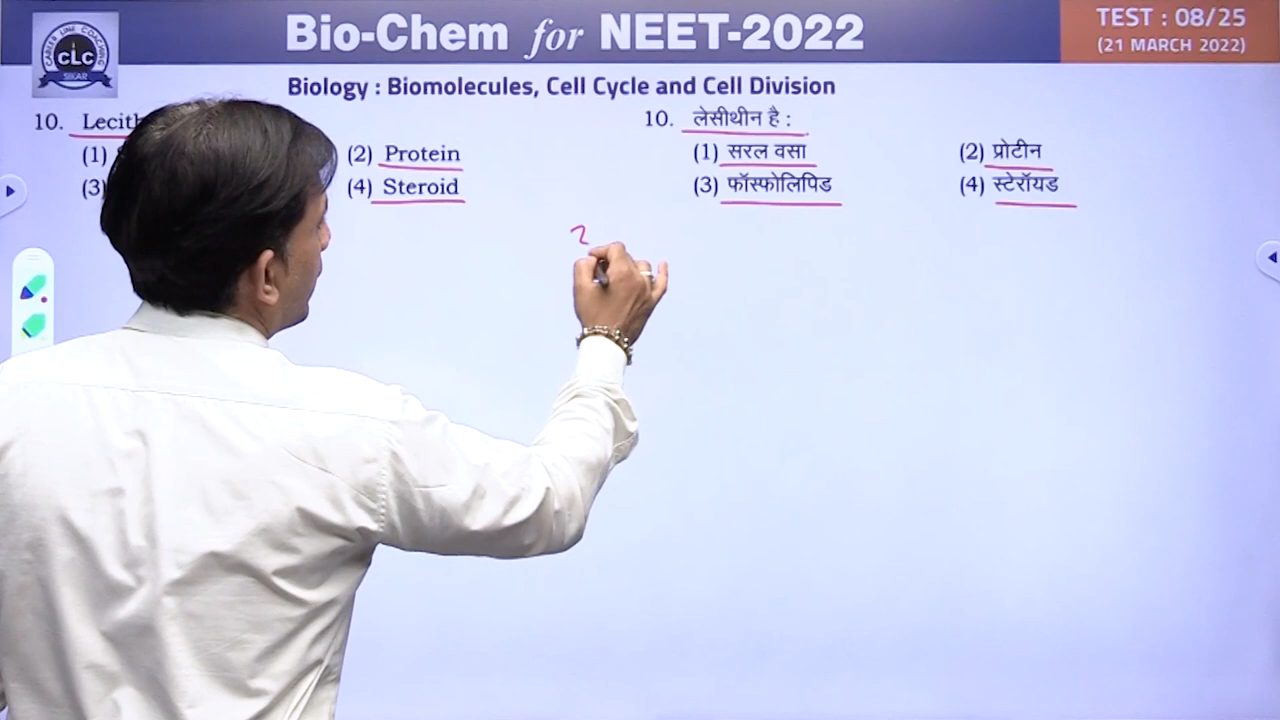 Bio-Chem for NEET-2022
TEST : 08/25
(21 MARCH 2022)
CAREER LINE COACHING
CLC
SIKAR
Biology : Biomolecules, Cell Cycle and Cell Division
10.
(1)
(2) Protein
(3)
(4) Steroid
10. लेसीथीन है :
(1) सरल वसा
(2) प्रोटीन
(3) फॉस्फोलिपिड
(4) स्टेरॉयड